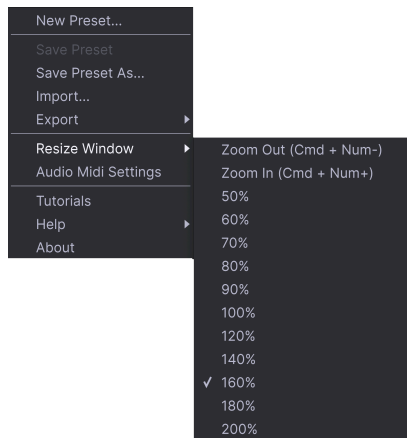 New Preset...
Save Preset
Save Preset As...
Import...
Export
Resize Window
Audio Midi Settings
Tutorials
Help
About
Zoom Out (Cmd + Num-)
Zoom In (Cmd + Num+)
50%
60%
70%
80%
90%
100%
120%
140%
160%
180%
200%